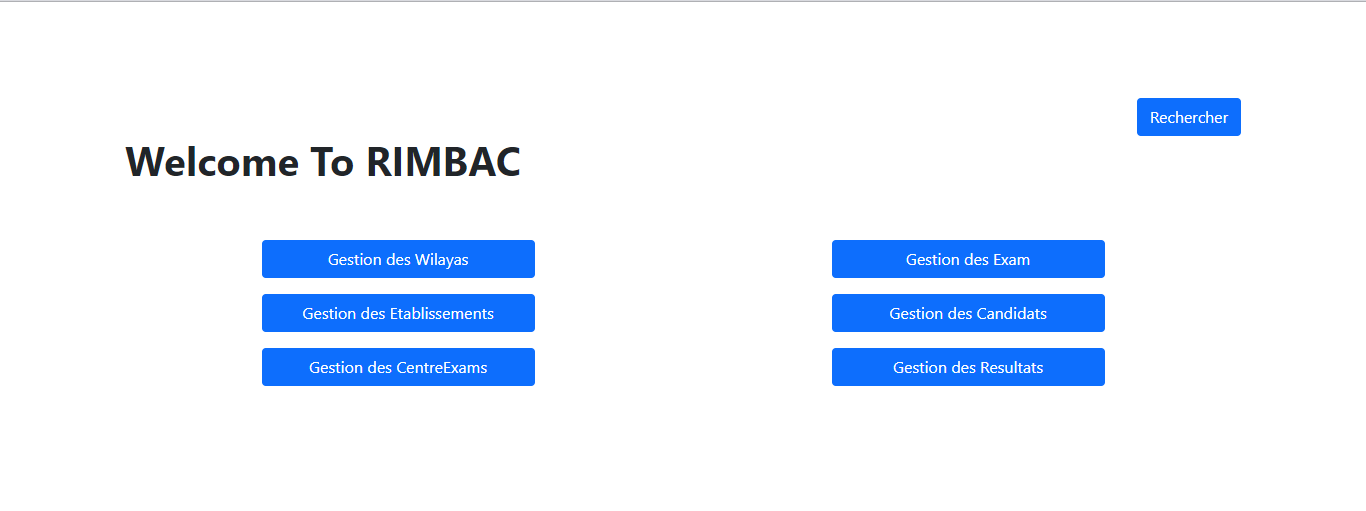 Rechercher
Welcome To RIMBAC
Gestion des Wilayas
Gestion des Exam
Gestion des Etablissements
Gestion des Candidats
Gestion des CentreExams
Gestion des Resultats